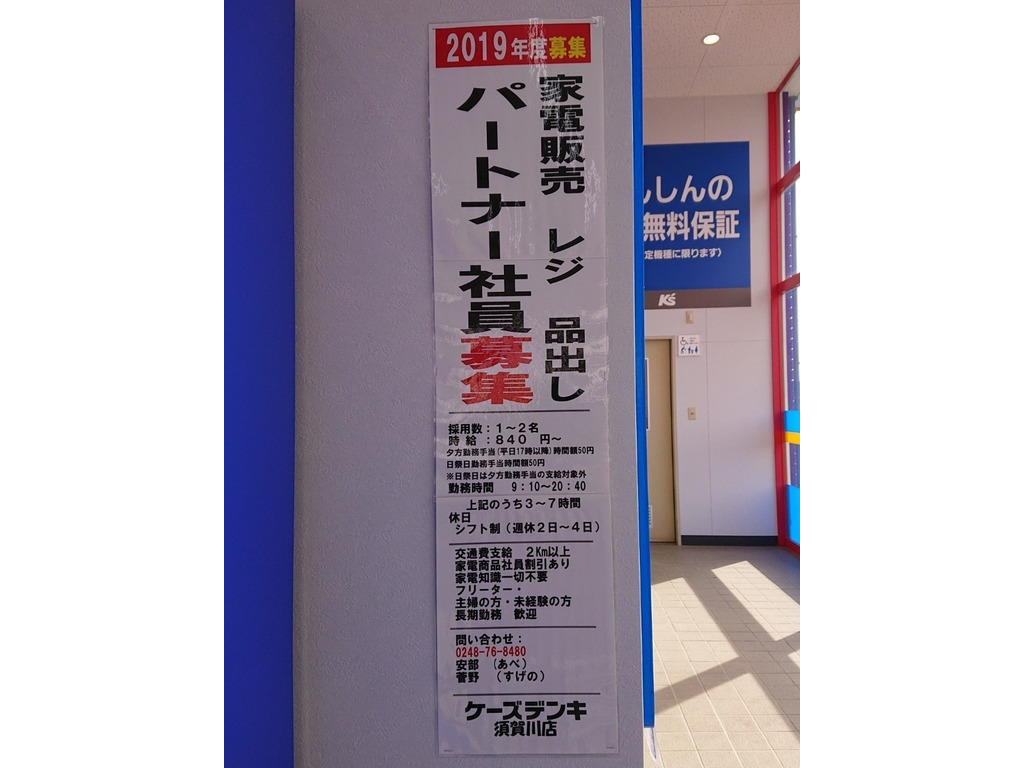 2019年度募集
家電販売 レジ 品出し
パートナー社員募集
採用数：1～2名
時給：840 円～
夕方勤務手当(平日17時以降)時間額50円
日祭日勤務手当時間額50円
※日祭日は夕方勤務手当の支給対象外
勤務時間 9：10～20：40
上記のうち3～7時間
休日
シフト制（週休2日～4日）
交通費支給 2Km以上
家電商品社員割引あり
家電知識一切不要
フリーター・
主婦の方・未経験の方
長期勤務 歓迎
問い合わせ：
0248-76-8480
安部 （あべ）
菅野 （すげの）
ケーズデンキ
須賀川店
しんの
無料保証
定機種に限ります）
K's